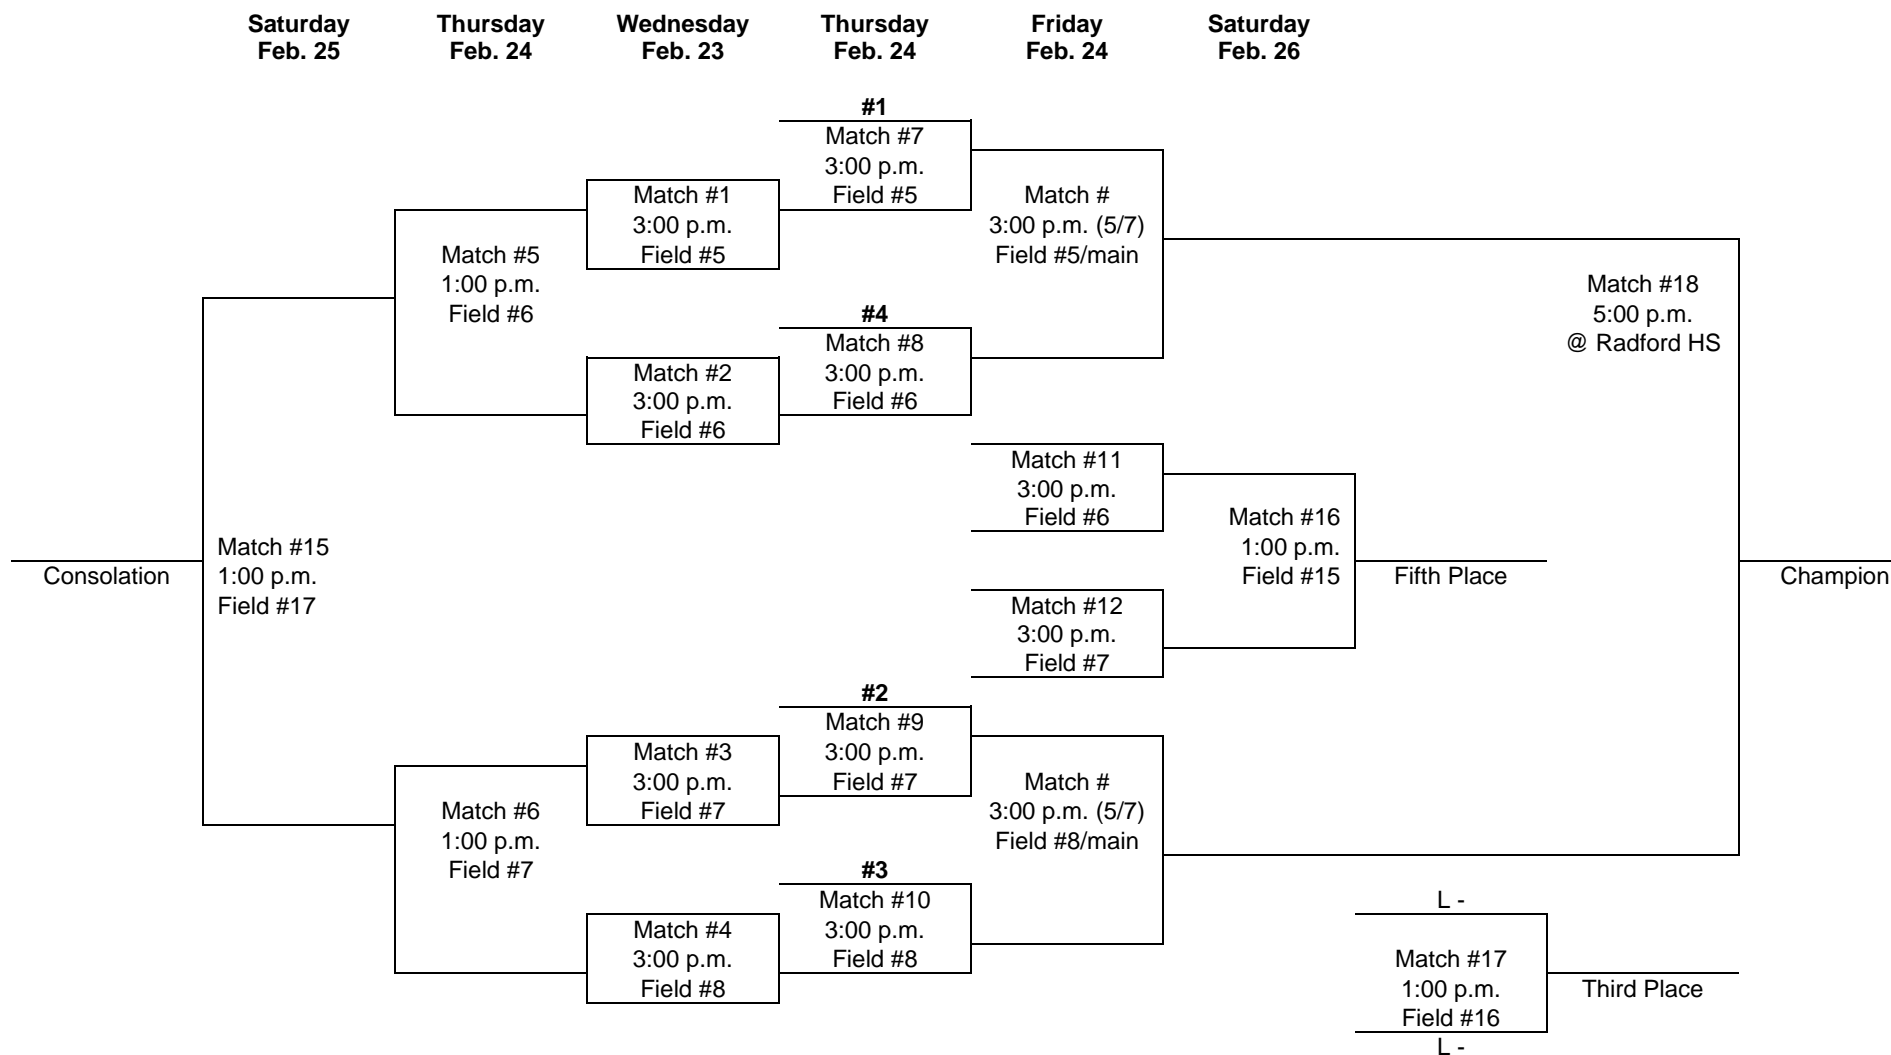 Saturday
Feb. 25
Thursday
Feb. 24
Wednesday
Feb. 23
Thursday
Feb. 24
Friday
Feb. 24
Saturday
Feb. 26
#1
Match #7
3:00 p.m.
Field #5
Match #1
3:00 p.m.
Field #5
Match #
3:00 p.m. (5/7)
Field #5/main
Match #5
1:00 p.m.
Field #6
Match #18
5:00 p.m.
@ Radford HS
#4
Match #8
3:00 p.m.
Field #6
Match #2
3:00 p.m.
Field #6
Match #11
3:00 p.m.
Field #6
Match #16
1:00 p.m.
Field #15
Match #15
1:00 p.m.
Field #17
Consolation
Fifth Place
Champion
Match #12
3:00 p.m.
Field #7
#2
Match #9
3:00 p.m.
Field #7
Match #3
3:00 p.m.
Field #7
Match #
3:00 p.m. (5/7)
Field #8/main
Match #6
1:00 p.m.
Field #7
#3
Match #10
3:00 p.m.
Field #8
Match #4
3:00 p.m.
Field #8
L -
Match #17
1:00 p.m.
Field #16
Third Place
L -